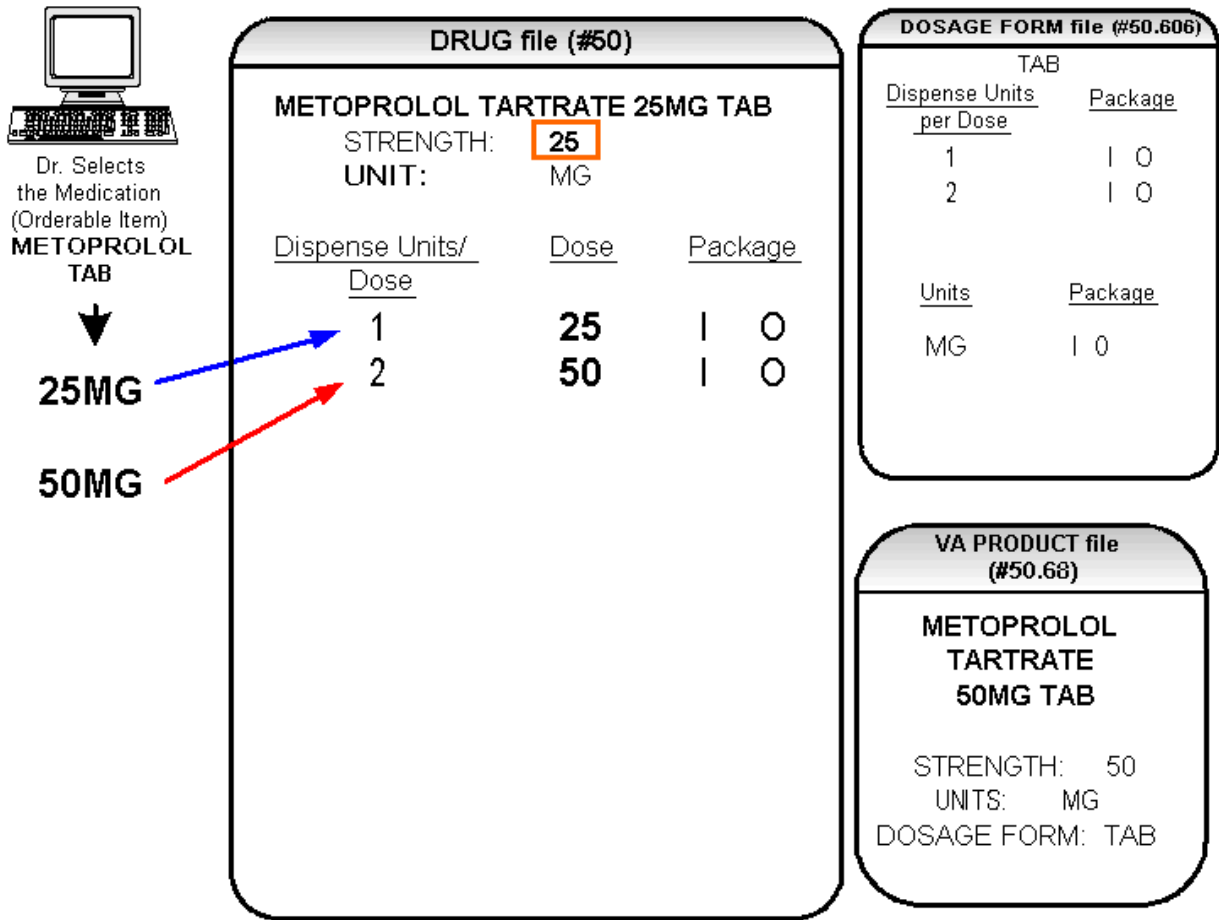 Dr. Selects
the Medication
(Orderable Item)
METOPROLOL
TAB
25MG
50MG
DRUG file (#50)
METOPROLOL TARTRATE 25MG TAB
STRENGTH: 25
UNIT: MG
Dispense Units/ Dose Package
Dose
1 25 I O
2 50 I O
DOSAGE FORM file (#50.606)
TAB
Dispense Units Package
per Dose
1 I O
2 I O
Units Package
MG I 0
VA PRODUCT file
(#50.68)
METOPROLOL
TARTRATE
50MG TAB
STRENGTH: 50
UNITS: MG
DOSAGE FORM: TAB